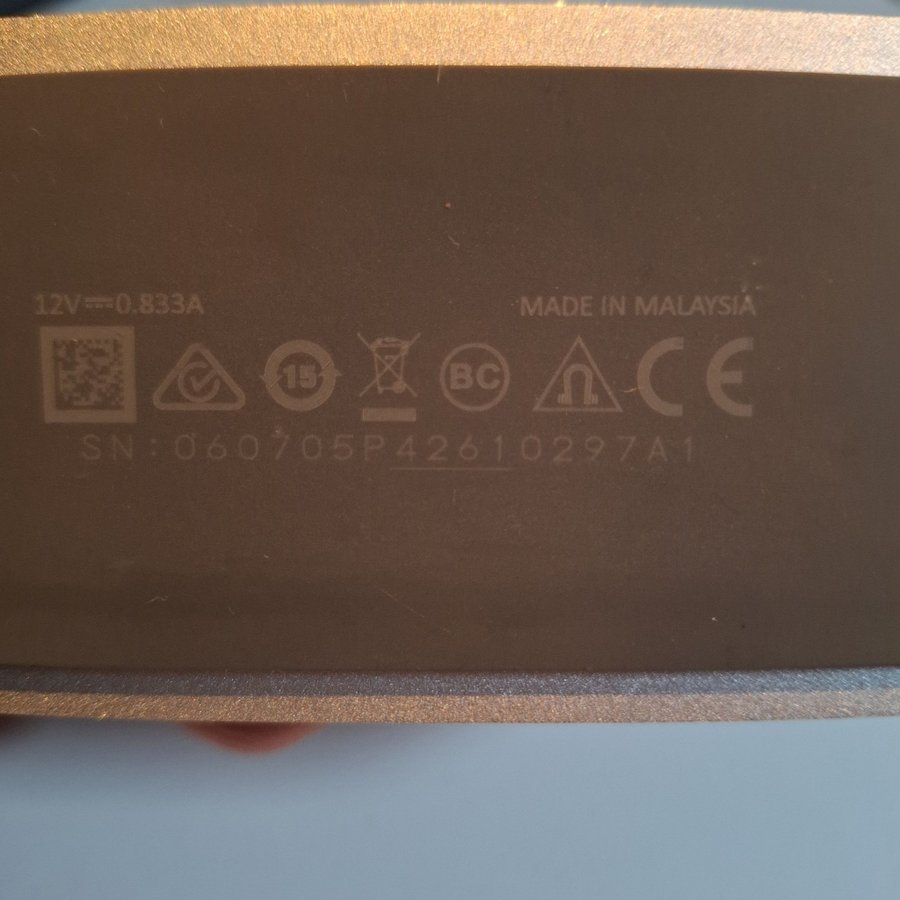 12V⎓0.833A
MADE IN MALAYSIA
15
BC
CE
SN:060705P42610297A1